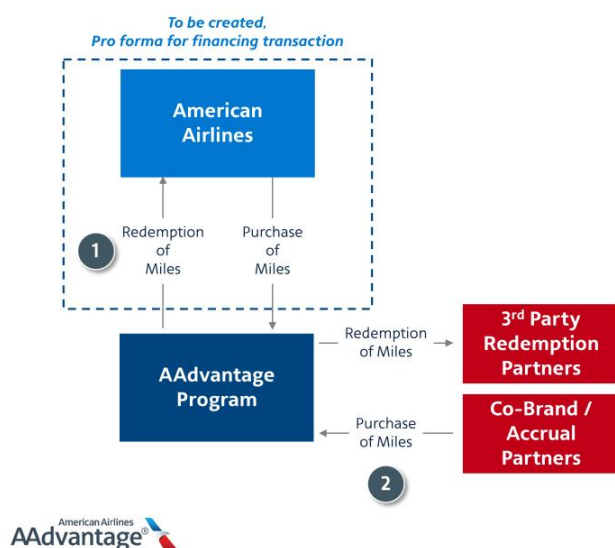 To be created,
Pro forma for financing transaction
American
Airlines
1
Redemption
of
Miles
Purchase
of
Miles
AAdvantage
Program
Redemption
of Miles
3rd Party
Redemption
Partners
Purchase
of Miles
Co-Brand /
Accrual
Partners
2
American Airlines
AAdvantage®